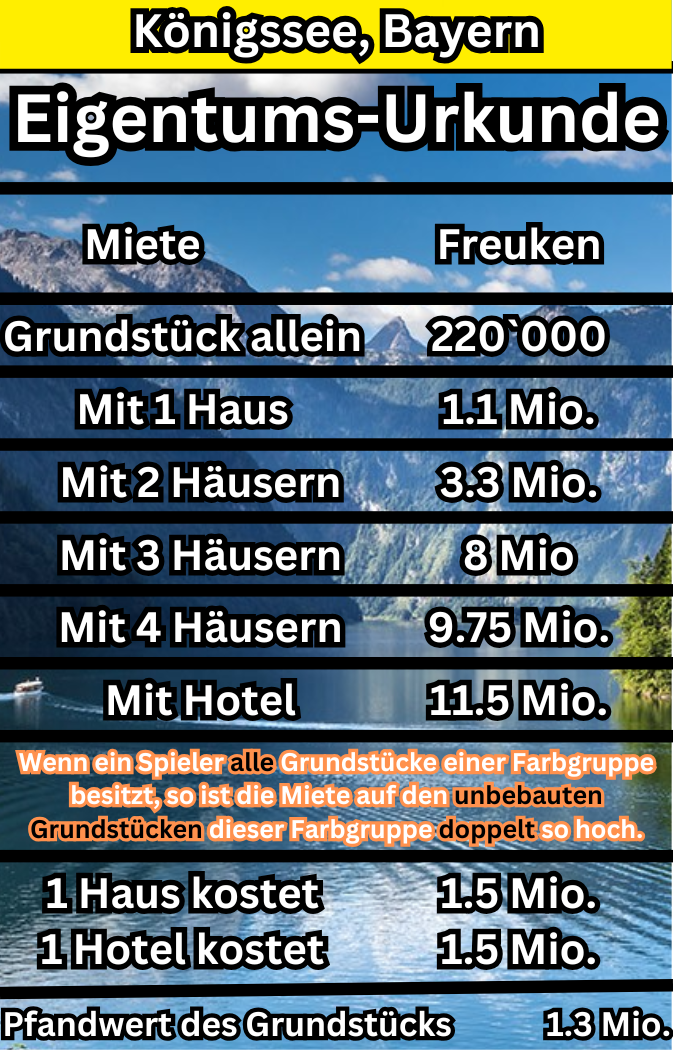 Königssee, Bayern
Eigentums-Urkunde
Miete Freuken
Grundstück allein 220`000
Mit 1 Haus 1.1 Mio.
Mit 2 Häusern 3.3 Mio.
Mit 3 Häusern 8 Mio
Mit 4 Häusern 9.75 Mio.
Mit Hotel 11.5 Mio.
Wenn ein Spieler alle Grundstücke einer Farbgruppe
besitzt, so ist die Miete auf den unbebauten
Grundstücken dieser Farbgruppe doppelt so hoch.
1 Haus kostet 1.5 Mio.
1 Hotel kostet 1.5 Mio.
Pfandwert des Grundstücks 1.3 Mio.